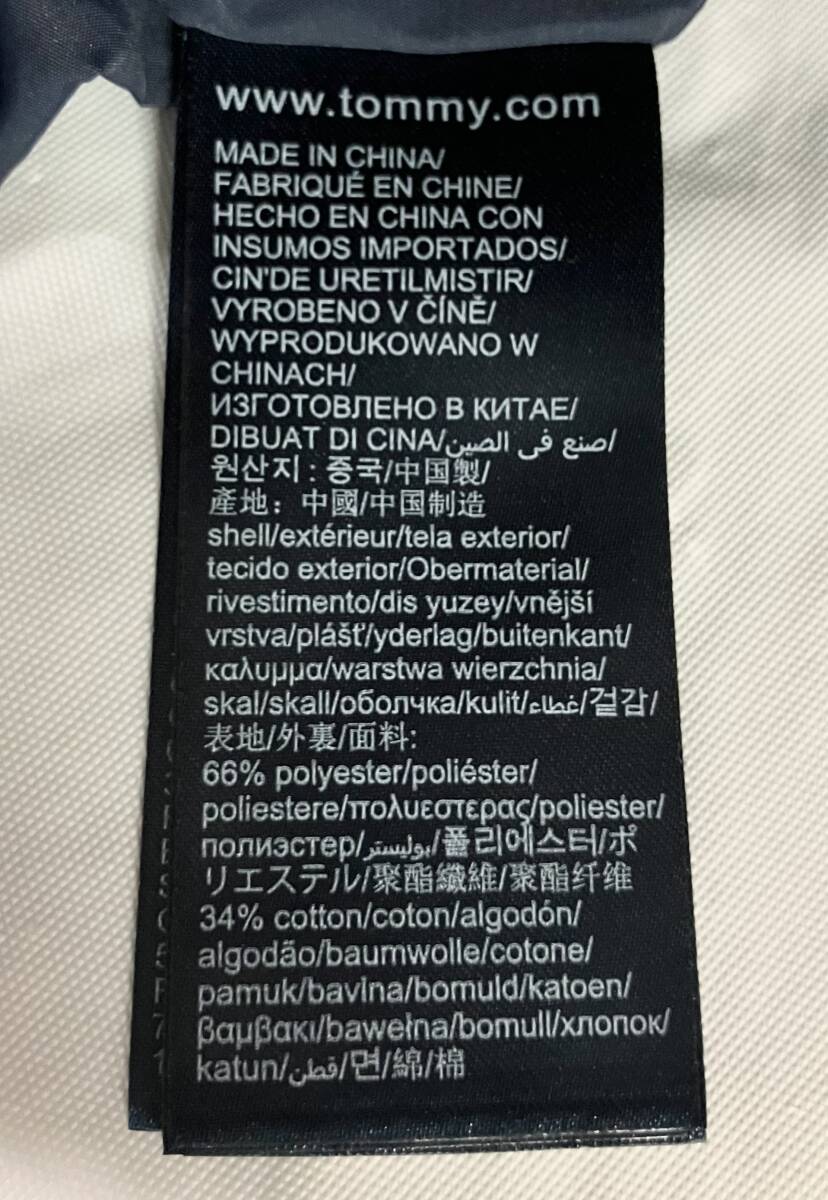 www.tommy.com
MADE IN CHINA/
FABRIQUÉ EN CHINE/
HECHO EN CHINA CON
INSUMOS IMPORTADOS/
CIN'DE URETILMISTIR/
VYROBENO V ČÍNĚ/
WYPRODUKOWANO W
CHINACH/
ИЗГОТОВЛЕНО В КИТАЕ/
DIBUAT DI CINA/صنع في الصين/
원산지 : 중국/中国製/
產地：中國/中国制造
shell/extérieur/tela exterior/
tecido exterior/Obermaterial/
rivestimento/dis yuzey/vnější
vrstva/plášť/yderlag/buitenkant/
καλυμμα/warstwa wierzchnia/
skal/skall/оболчка/kulit/غطاء/겉감/
表地/外裏/面料:
66% polyester/poliéster/
poliestere/πολυεστερας/poliester/
полиэстер/بوليستر/폴리에스터/ポ
リエステル/聚酯纖維/聚酯纤维
34% cotton/coton/algodón/
algodão/baumwolle/cotone/
pamuk/bavlna/bomuld/katoen/
βαμβακι/bawełna/bomull/хлопок/
katun/قطن/면/綿/棉